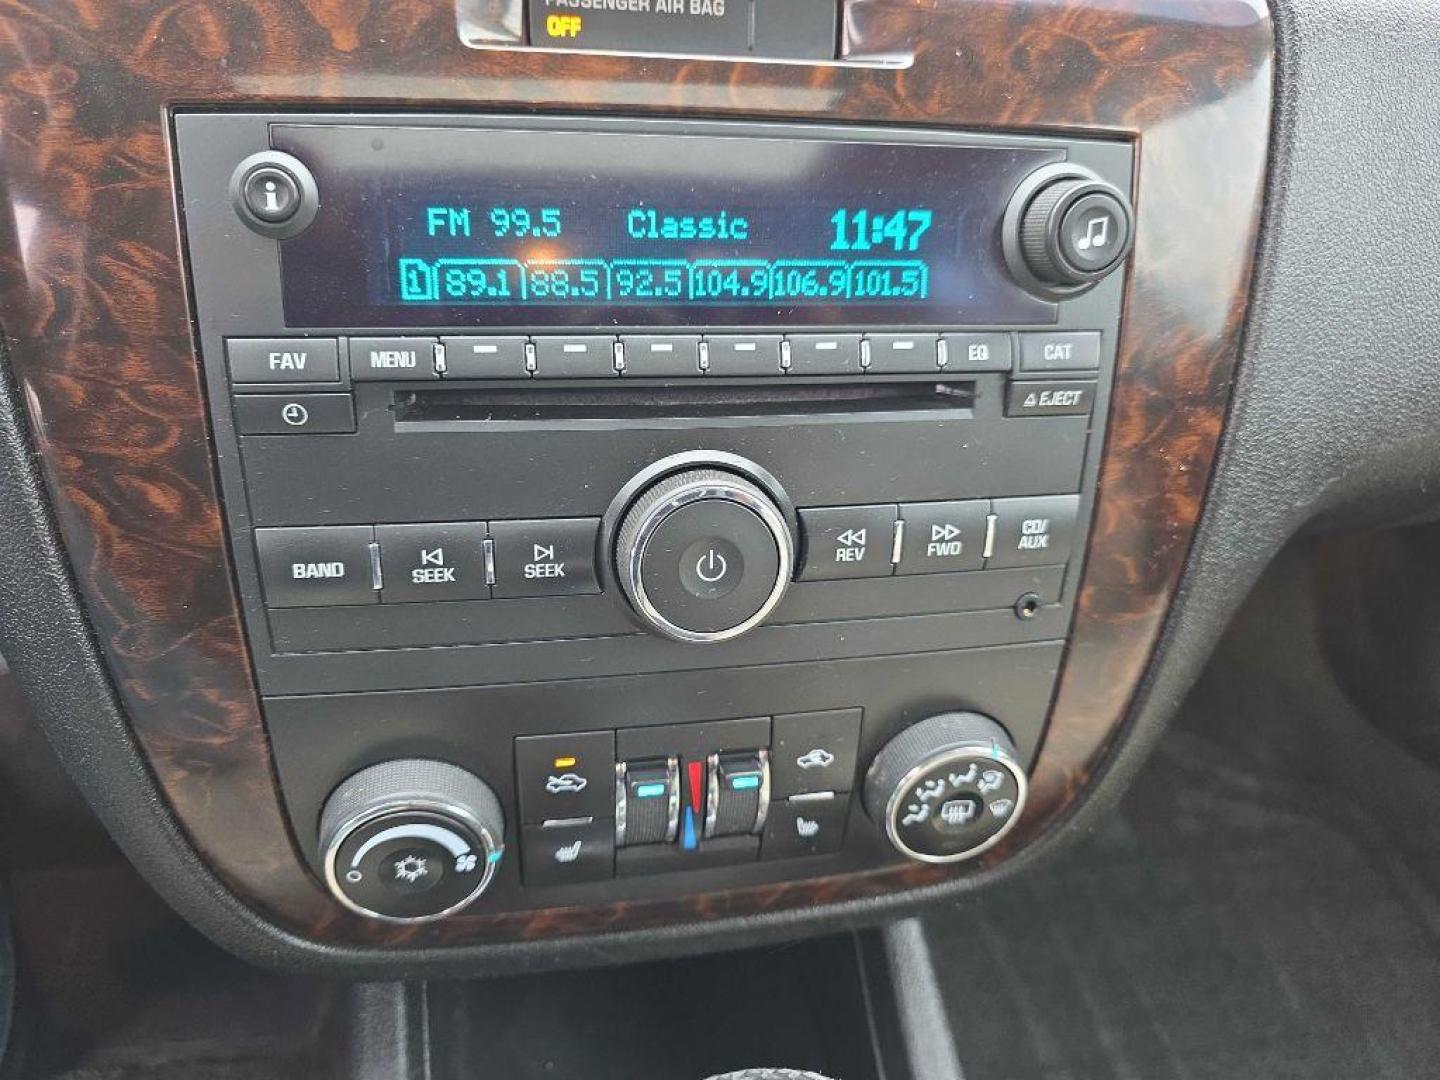 PASSENGER AIR BAG
OFF
i
FM 99.5 Classic 11:47
1 89.1 88.5 92.5 104.9 106.9 101.5
FAV MENU EQ CAT
EJECT
BAND SEEK SEEK REV FWD CD/
AUX